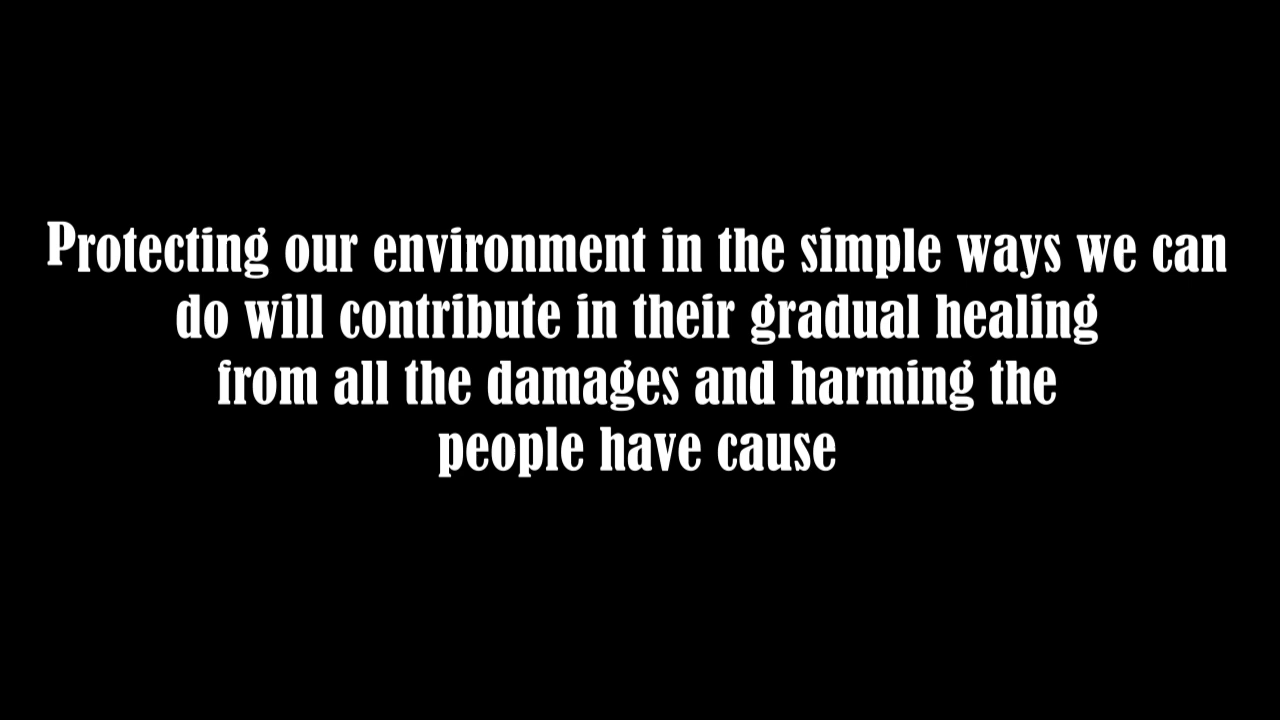 Protecting our environment in the simple ways we can
do will contribute in their gradual healing
from all the damages and harming the
people have cause